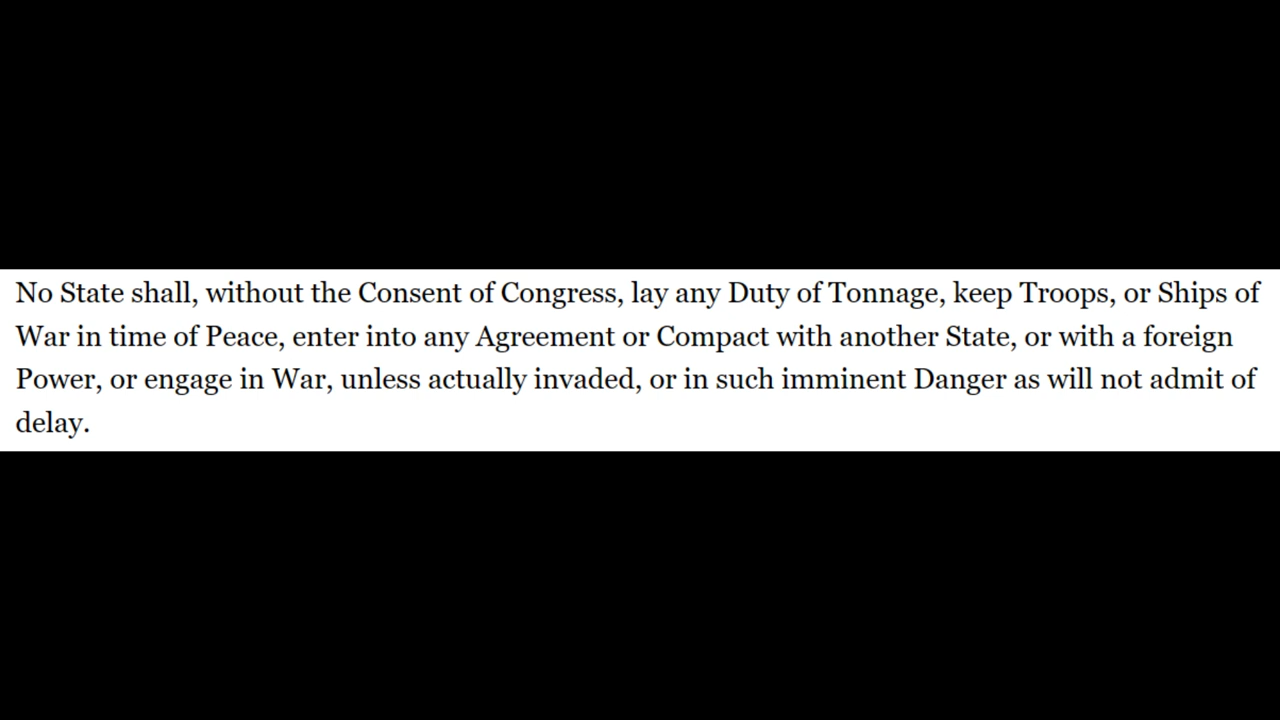 No State shall, without the Consent of Congress, lay any Duty of Tonnage, keep Troops, or Ships of
War in time of Peace, enter into any Agreement or Compact with another State, or with a foreign
Power, or engage in War, unless actually invaded, or in such imminent Danger as will not admit of
delay.